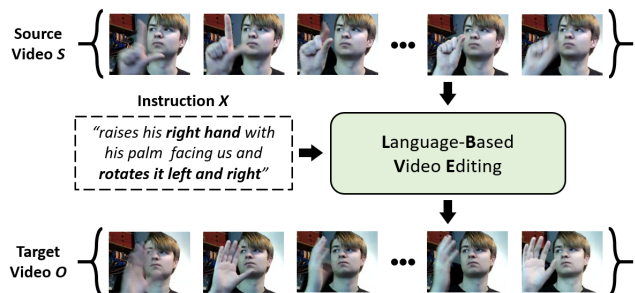 Source
Video S
Instruction X
“raises his right hand with
his palm facing us and
rotates it left and right”
Language-Based
Video Editing
Target
Video O